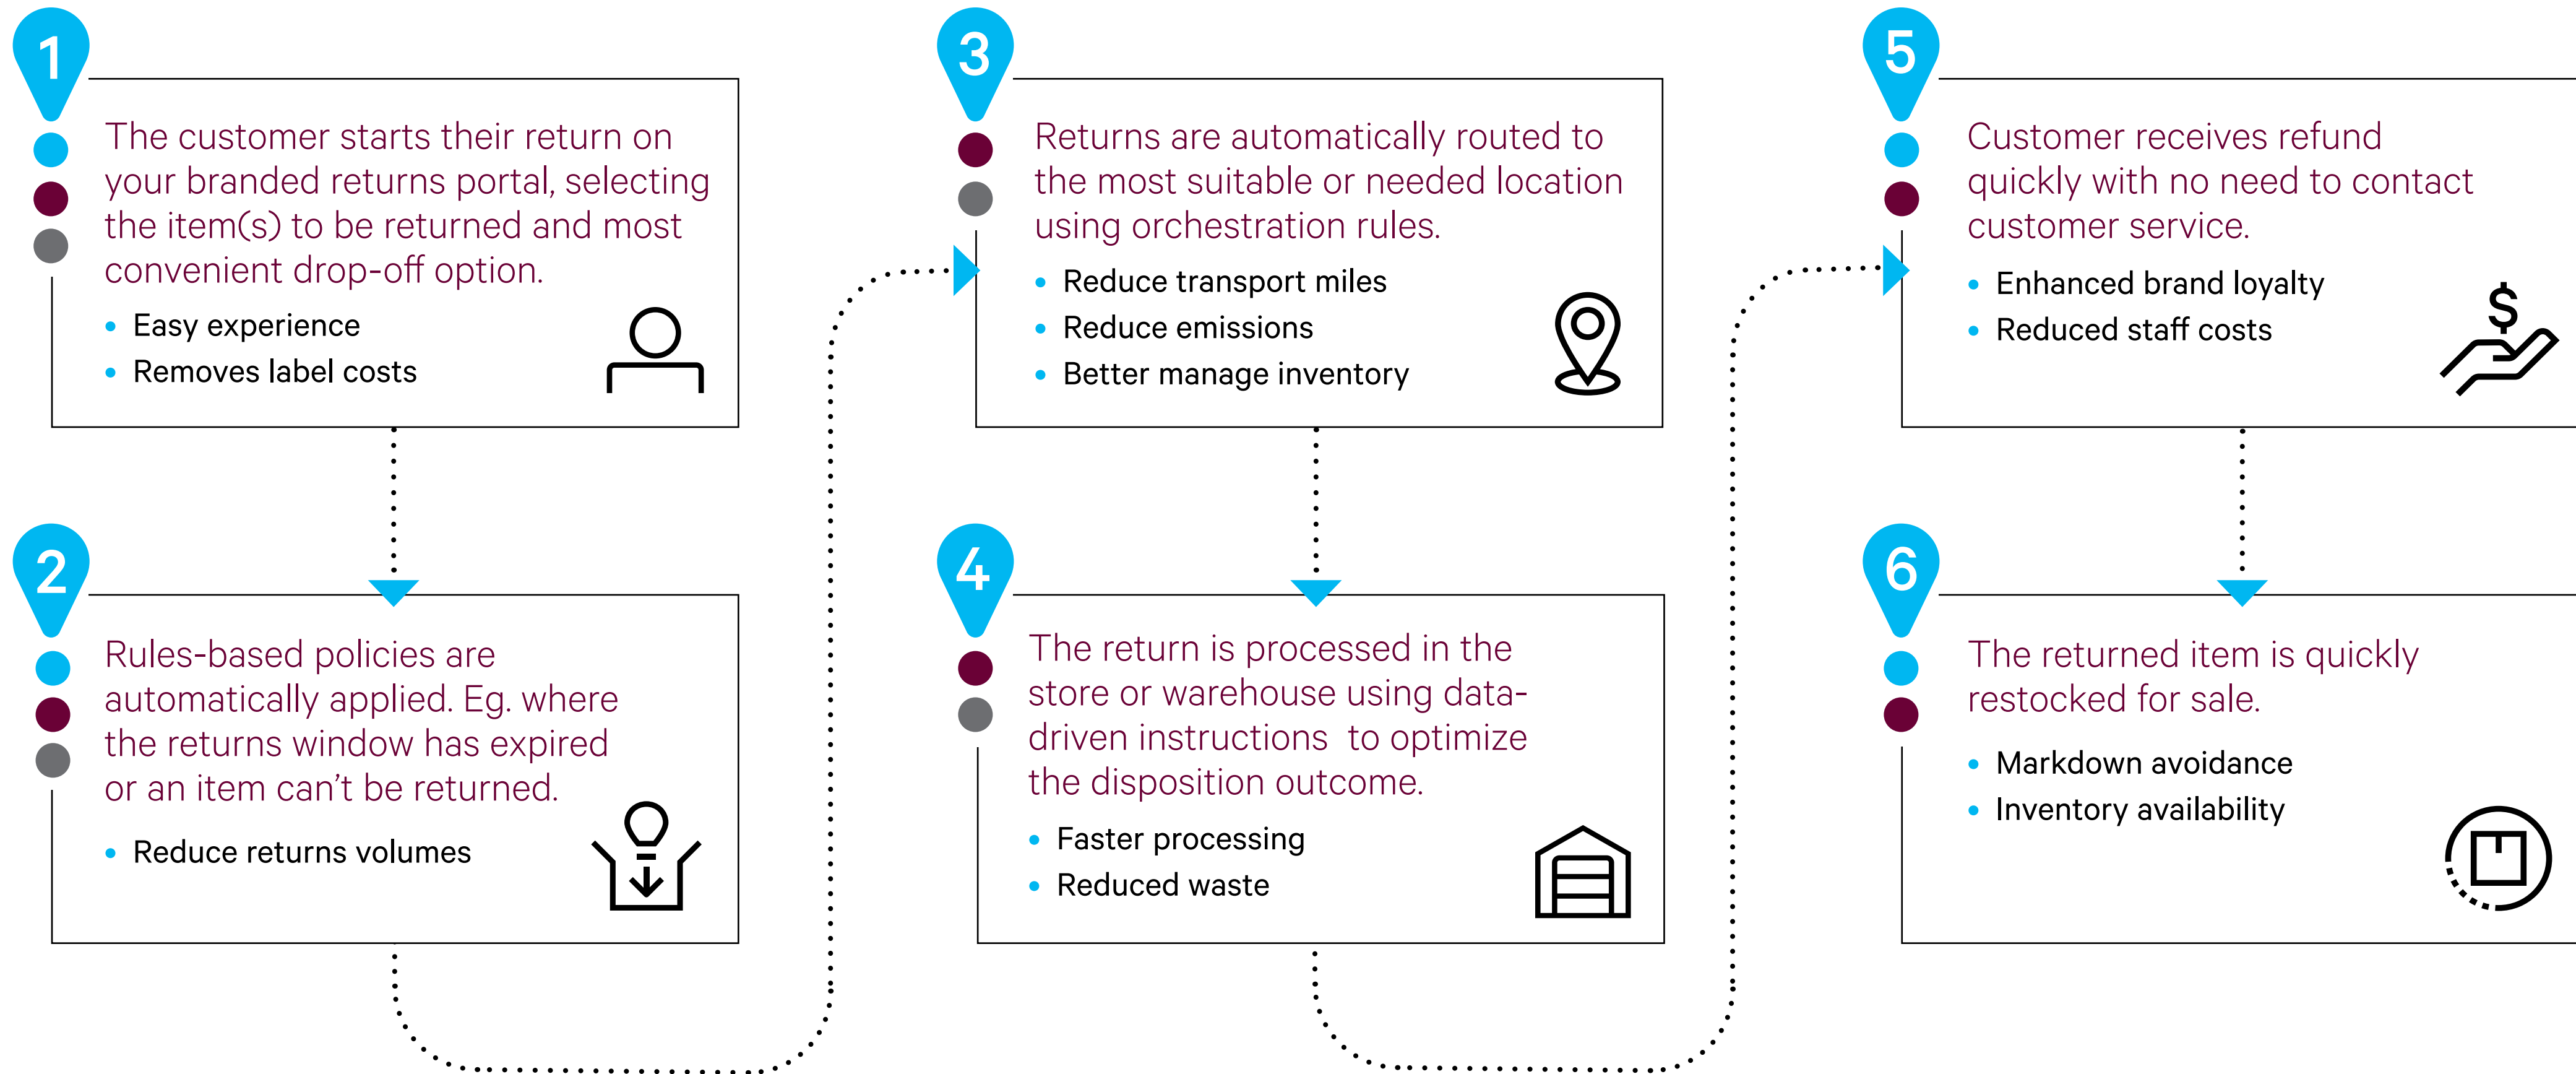 1
The customer starts their return on
your branded returns portal, selecting
the item(s) to be returned and most
convenient drop-off option.
• Easy experience
• Removes label costs
2
Rules-based policies are
automatically applied. Eg. where
the returns window has expired
or an item can’t be returned.
• Reduce returns volumes
3
Returns are automatically routed to
the most suitable or needed location
using orchestration rules.
• Reduce transport miles
• Reduce emissions
• Better manage inventory
4
The return is processed in the
store or warehouse using data-
driven instructions  to optimize
the disposition outcome.
• Faster processing
• Reduced waste
5
Customer receives refund
quickly with no need to contact
customer service.
• Enhanced brand loyalty
• Reduced staff costs
$
6
The returned item is quickly
restocked for sale.
• Markdown avoidance
• Inventory availability